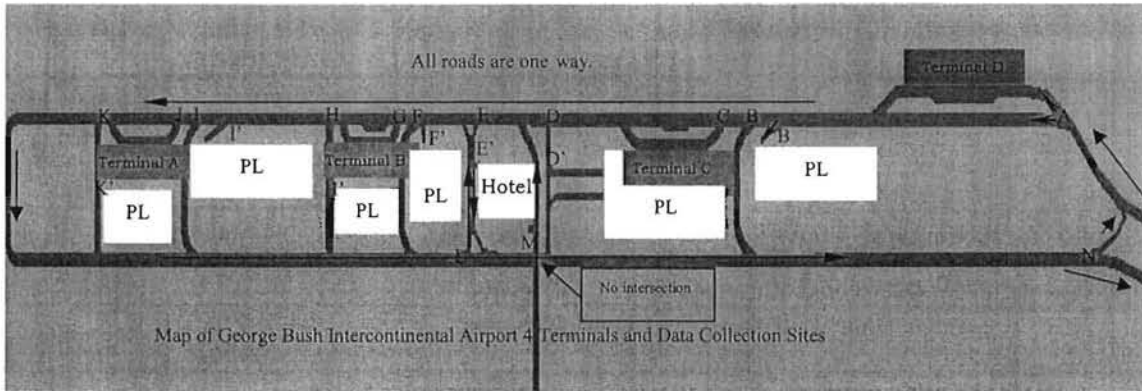 All roads are one way.
Terminal D
K J H G F E D C B A
I' F' B'
E'
Terminal A PL Terminal B PL D' Terminal C PL
K' PL PL Hotel PL
PL
M
N
No intersection
Map of George Bush Intercontinental Airport 4 Terminals and Data Collection Sites